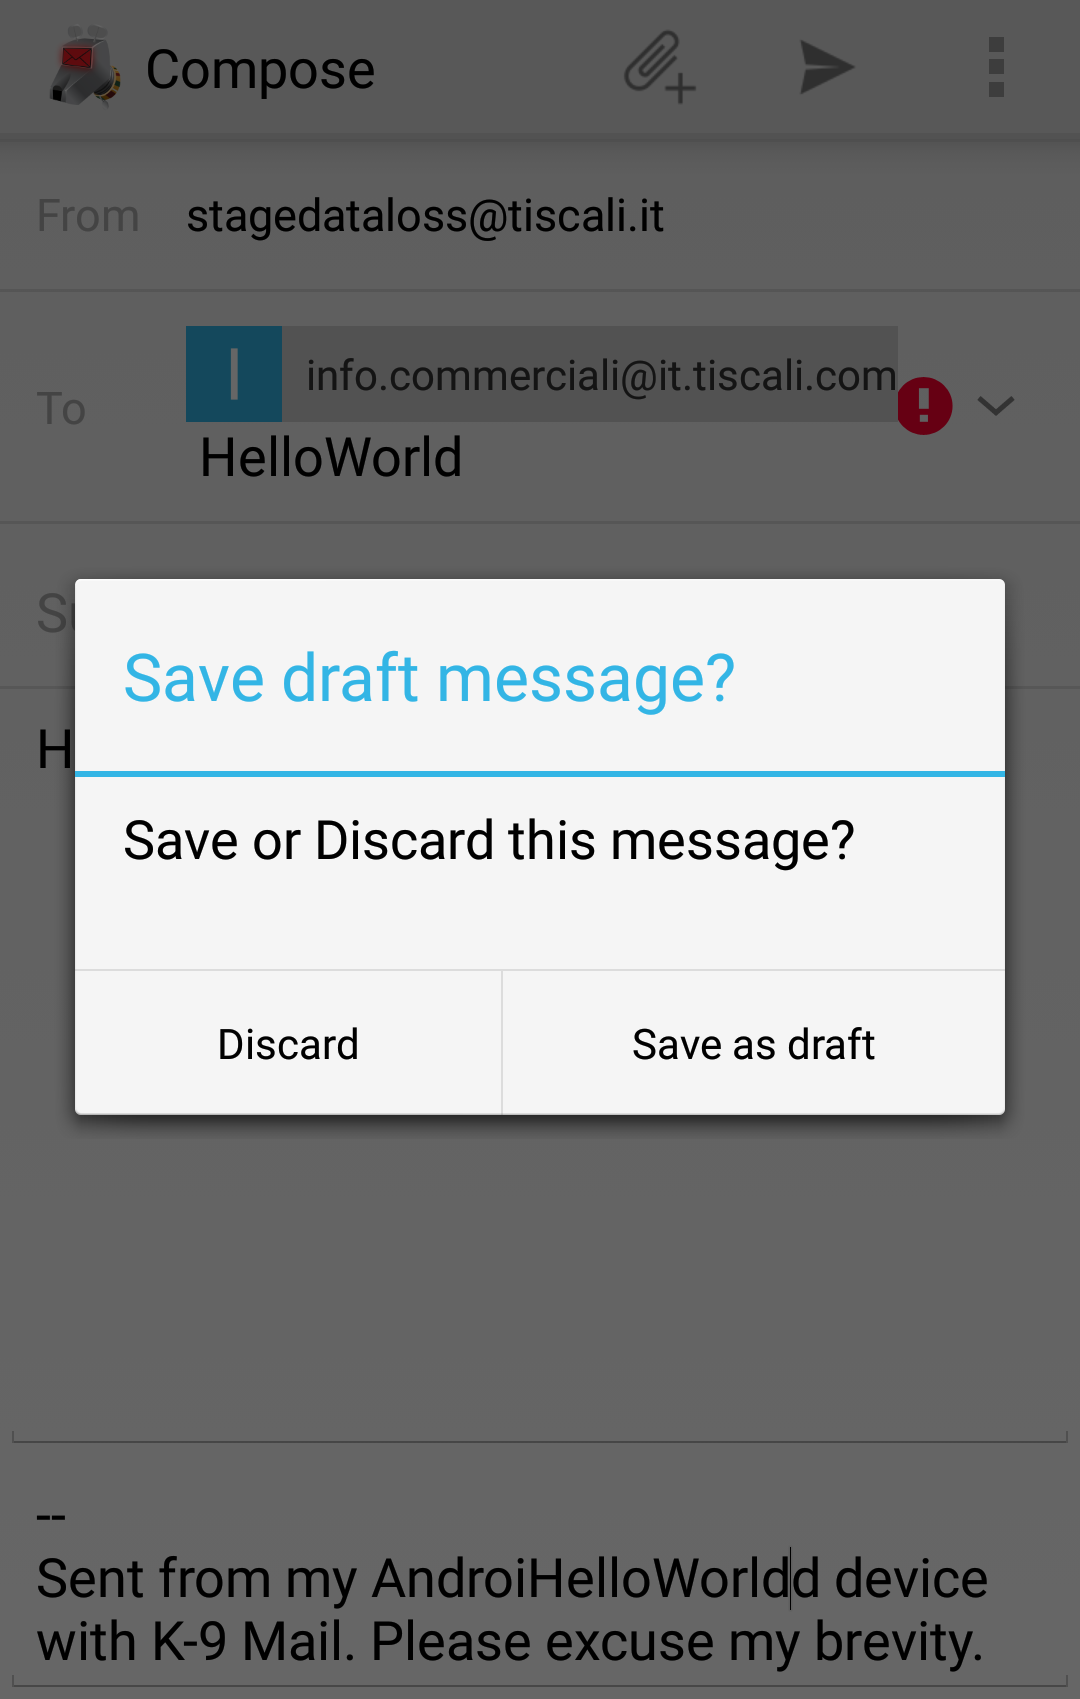 Compose
From stagedataloss@tiscali.it
I info.commerciali@it.tiscali.com
To
HelloWorld
Save draft message?
Save or Discard this message?
Discard Save as draft
--
Sent from my AndroiHelloWorldd device
with K-9 Mail. Please excuse my brevity.